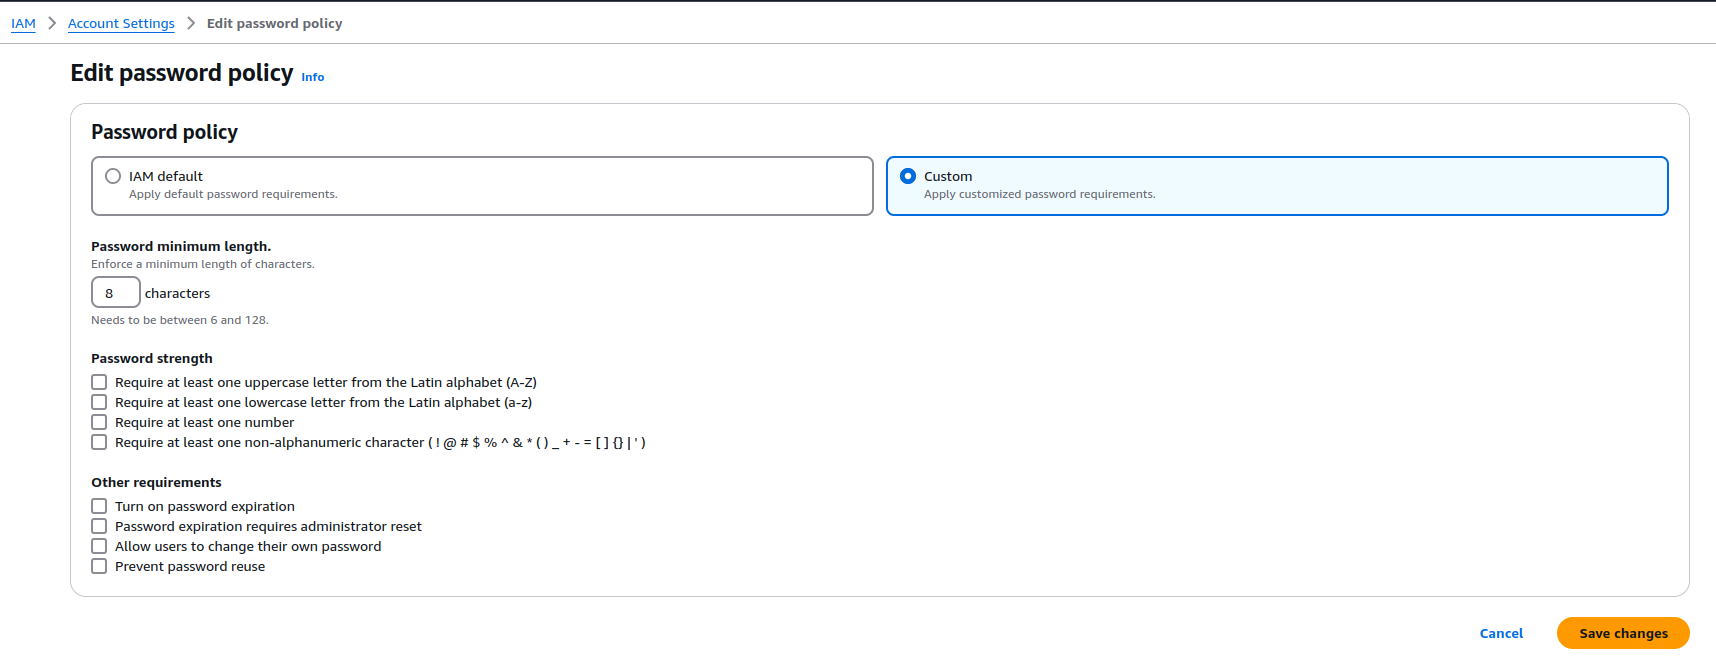 IAM > Account Settings > Edit password policy
Edit password policy Info
Password policy
IAM default
Apply default password requirements.
Custom
Apply customized password requirements.
Password minimum length.
Enforce a minimum length of characters.
8 characters
Needs to be between 6 and 128.
Password strength
Require at least one uppercase letter from the Latin alphabet (A-Z)
Require at least one lowercase letter from the Latin alphabet (a-z)
Require at least one number
Require at least one non-alphanumeric character ( ! @ # $ % ^ & * ( ) _ + - = [ ] {} | ' )
Other requirements
Turn on password expiration
Password expiration requires administrator reset
Allow users to change their own password
Prevent password reuse
Cancel
Save changes